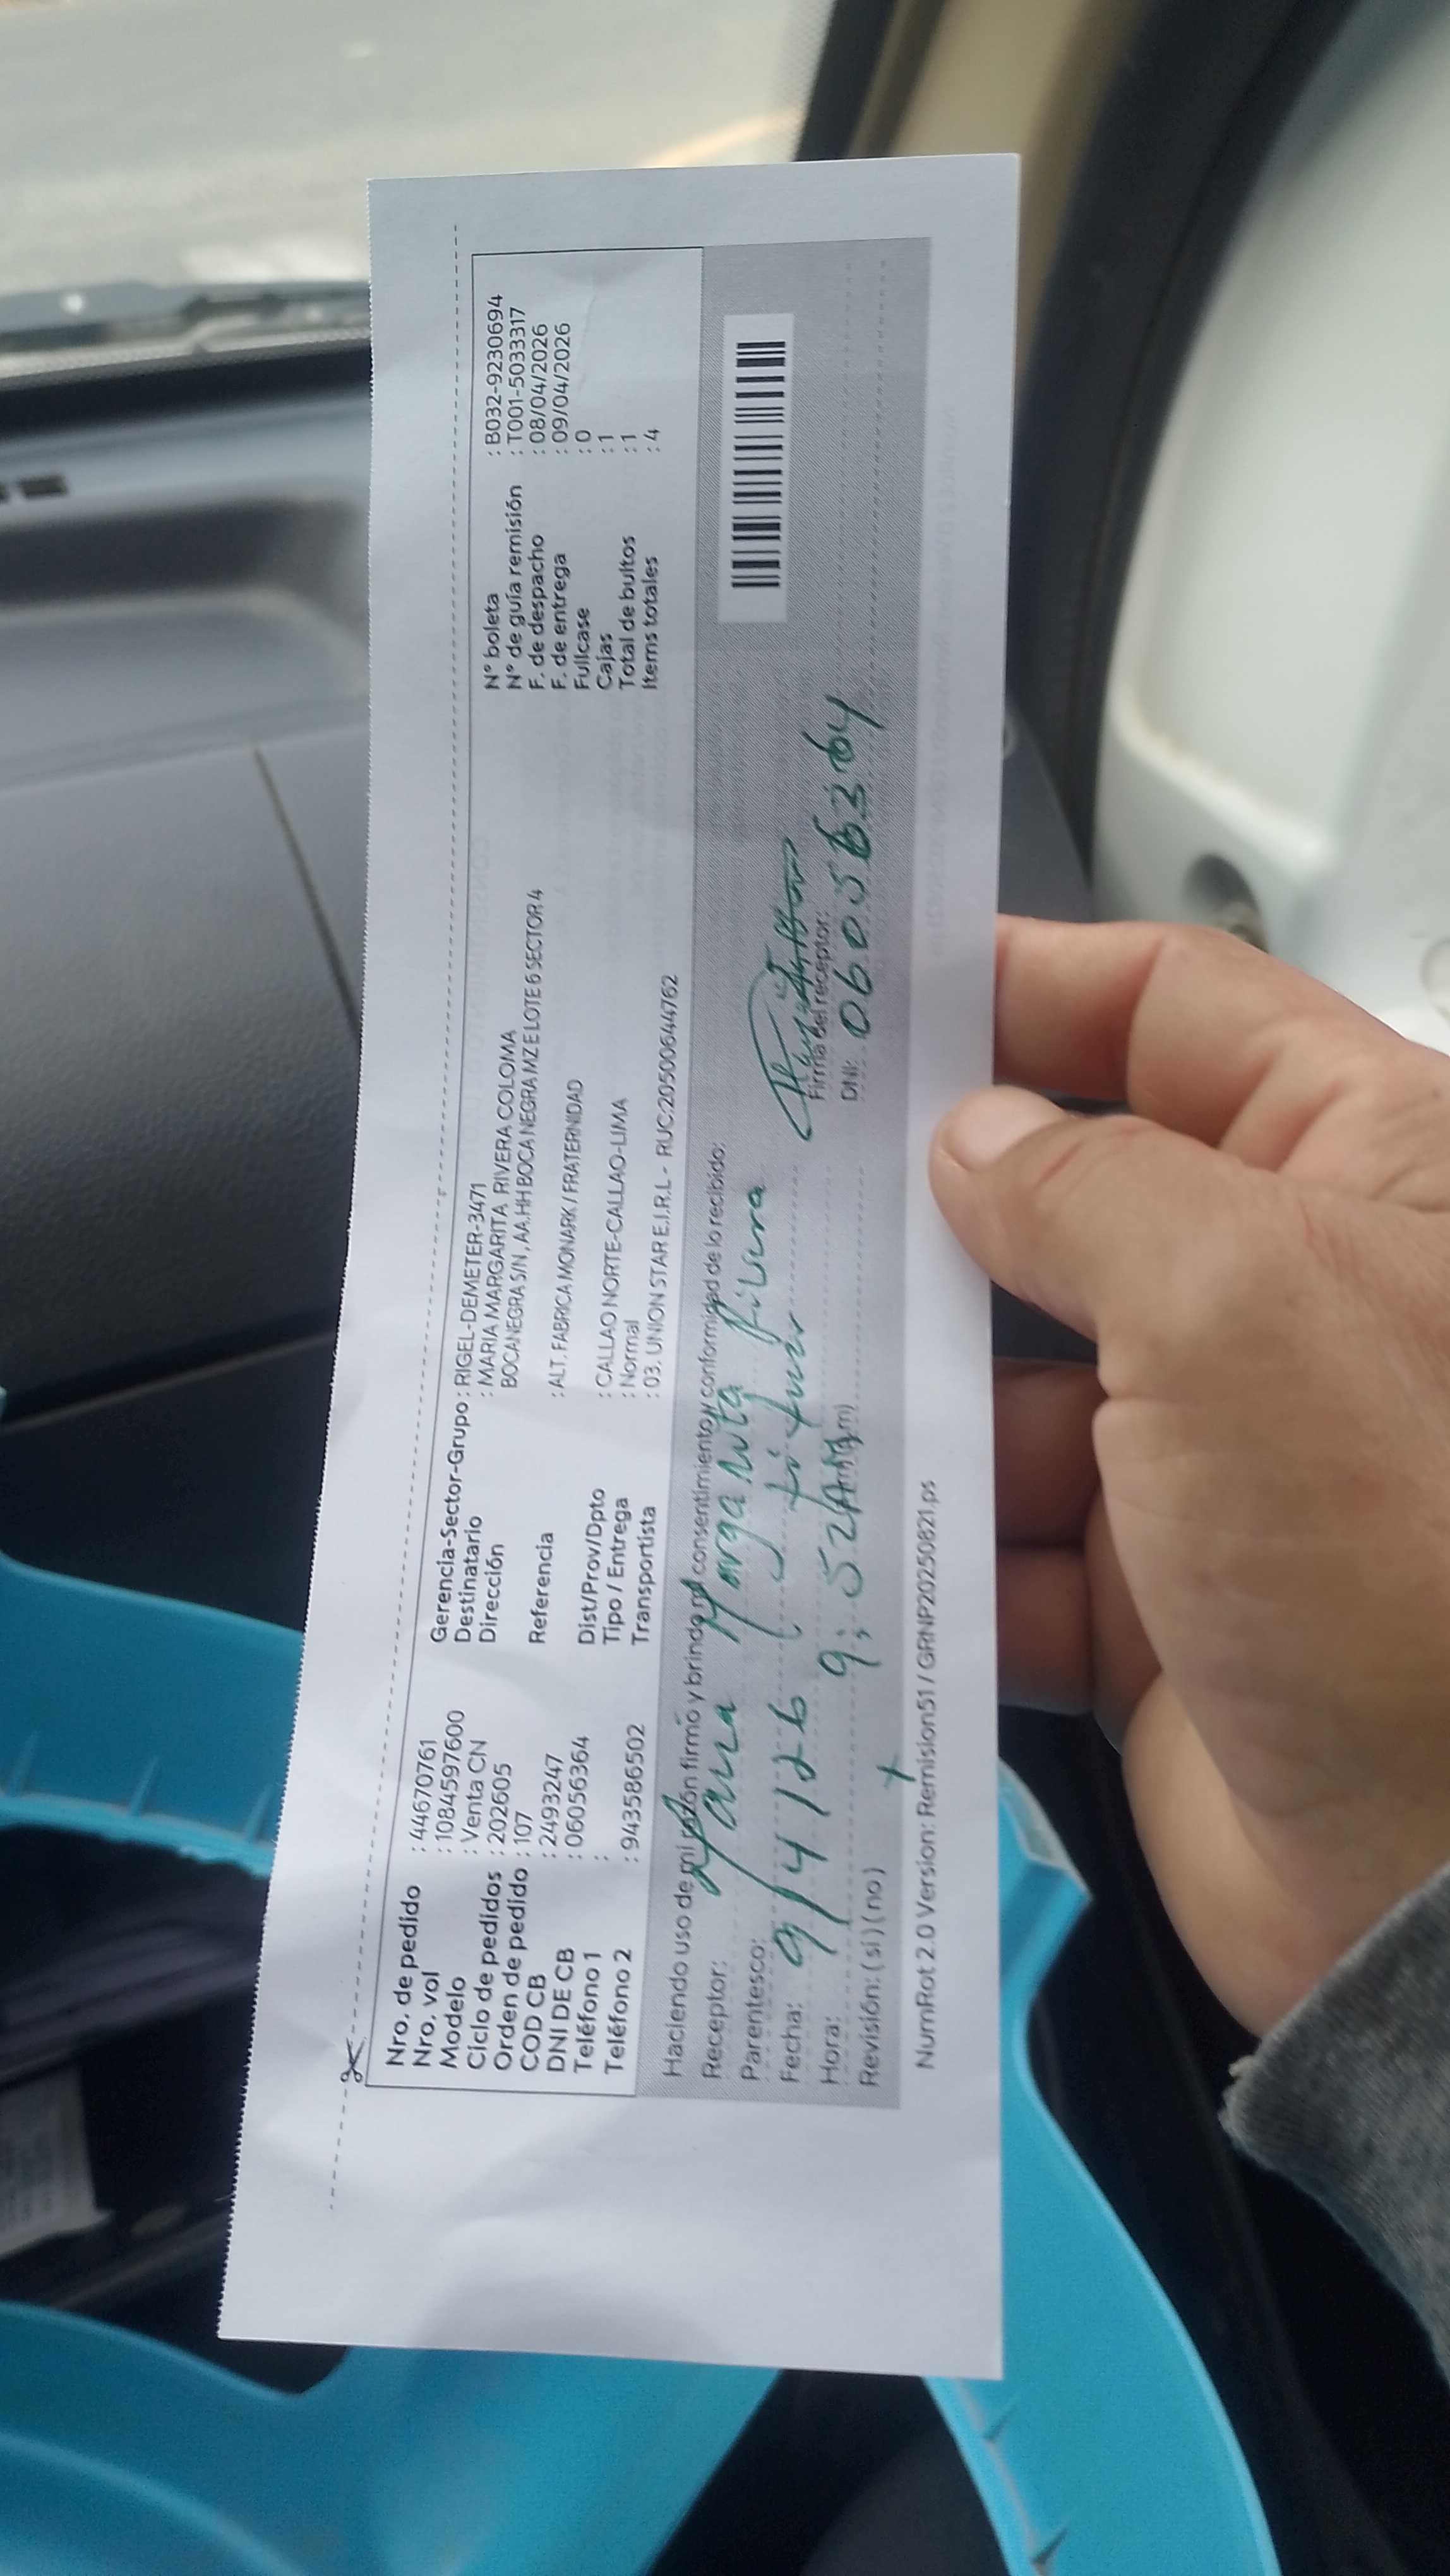 Nro. de pedido : 44670761
Nro. vol : 1084597600
Modelo : Venta CN
Ciclo de pedidos : 202605
Orden de pedido : 107
COD CB : 2493247
DNI DE CB : 06056364
Teléfono 1 :
Teléfono 2 : 943586502
Gerencia-Sector-Grupo : RIGEL-DEMETER-3471
Destinatario : MARIA MARGARITA RIVERA COLOMA
Dirección BOCANEGRA S/N , AA.HH BOCA NEGRA MZ E LOTE 6 SECTOR 4
Referencia : ALT. FABRICA MONARK / FRATERNIDAD
Dist/Prov/Dpto : CALLAO NORTE-CALLAO-LIMA
Tipo / Entrega : Normal
Transportista : 03. UNION STAR E.I.R.L - RUC:20500644762
N° boleta : B032-9230694
N° de guía remisión : T001-5033317
F. de despacho : 08/04/2026
F. de entrega : 09/04/2026
Fullcase : 0
Cajas : 1
Total de bultos : 1
Items totales : 4
Haciendo uso de mi razón firmo y brindo mi consentimiento y conformidad de lo recibido:
Receptor: Maria Margarita Rivera
Parentesco:
Fecha: 9/4/26
Firma del receptor:
Hora: 9:52AM
DNI: 06056364
Revisión: ( si ) ( no )
NumRot 2.0 Version: Remision51 / GRNP20250821.ps